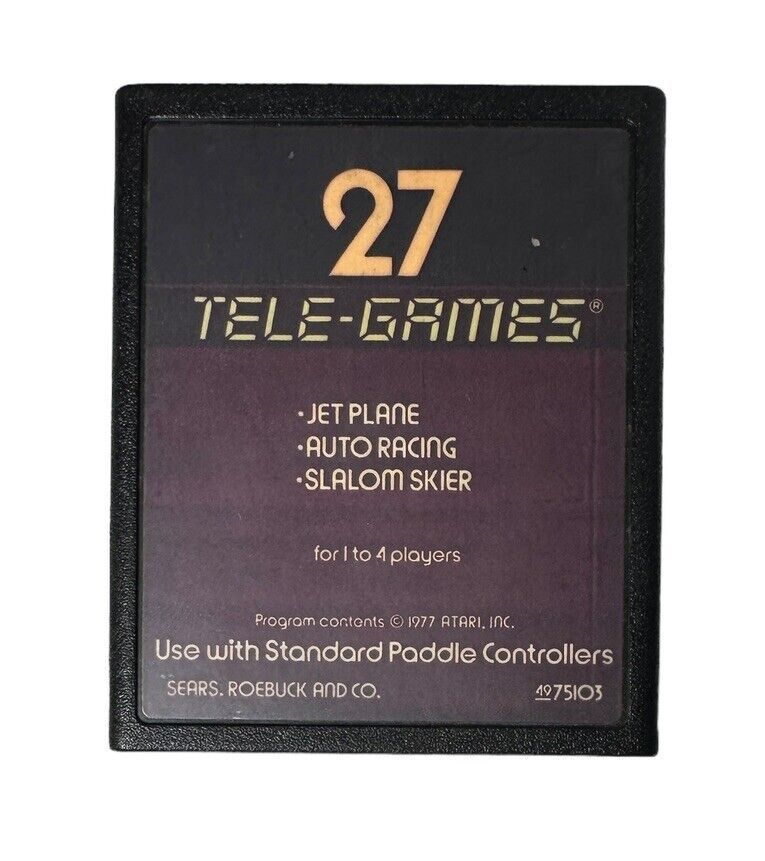 27
TELE-GAMES®
•JET PLANE
•AUTO RACING
•SLALOM SKIER
for 1 to 4 players
Program contents © 1977 ATARI, INC.
Use with Standard Paddle Controllers
SEARS, ROEBUCK AND CO. 49 75103